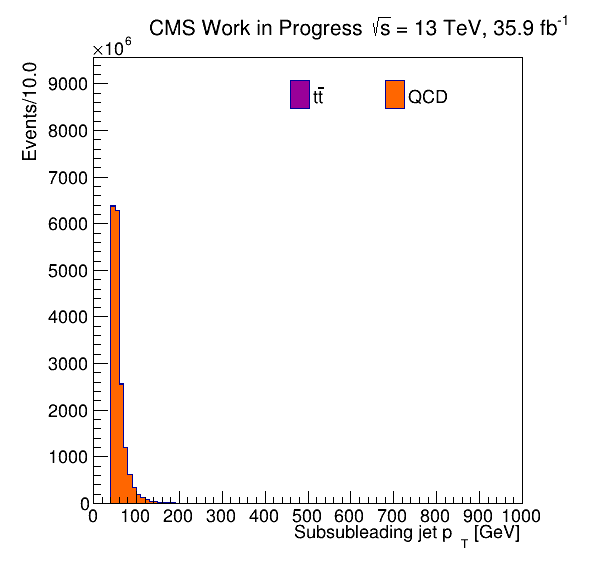 CMS Work in Progress √s = 13 TeV, 35.9 fb⁻¹
×10⁶
Events/10.0
tt̄
QCD
9000
8000
7000
6000
5000
4000
3000
2000
1000
0
0 100 200 300 400 500 600 700 800 900 1000
Subsubleading jet p_T [GeV]